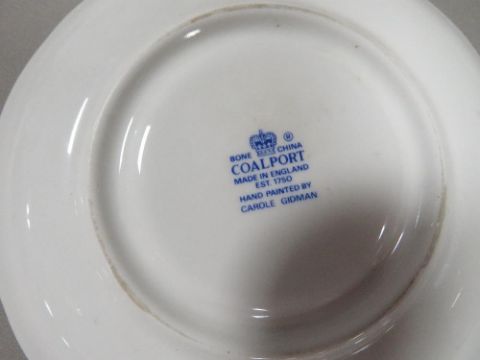 BONE CHINA
COALPORT
MADE IN ENGLAND
EST. 1750
HAND PAINTED BY
CAROLE GIDMAN